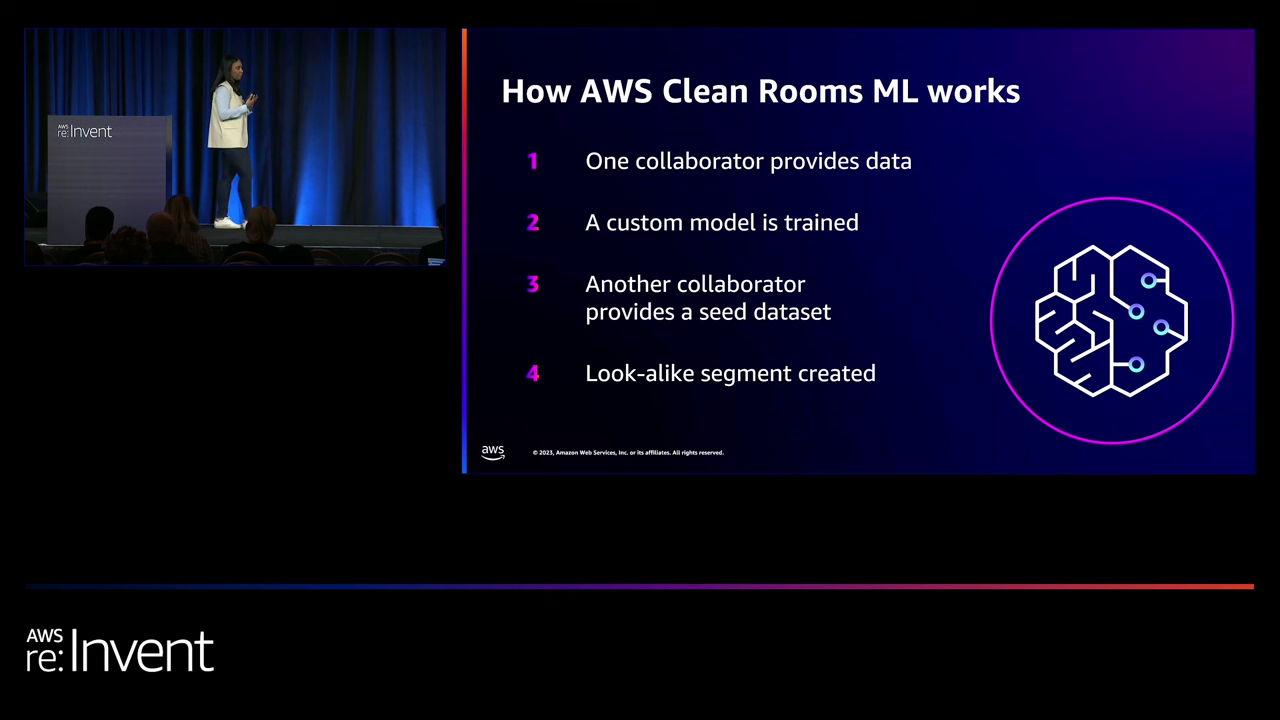 AWS
re:Invent
How AWS Clean Rooms ML works
1 One collaborator provides data
2 A custom model is trained
3 Another collaborator
provides a seed dataset
4 Look-alike segment created
aws
© 2023, Amazon Web Services, Inc. or its affiliates. All rights reserved.
AWS
re:Invent